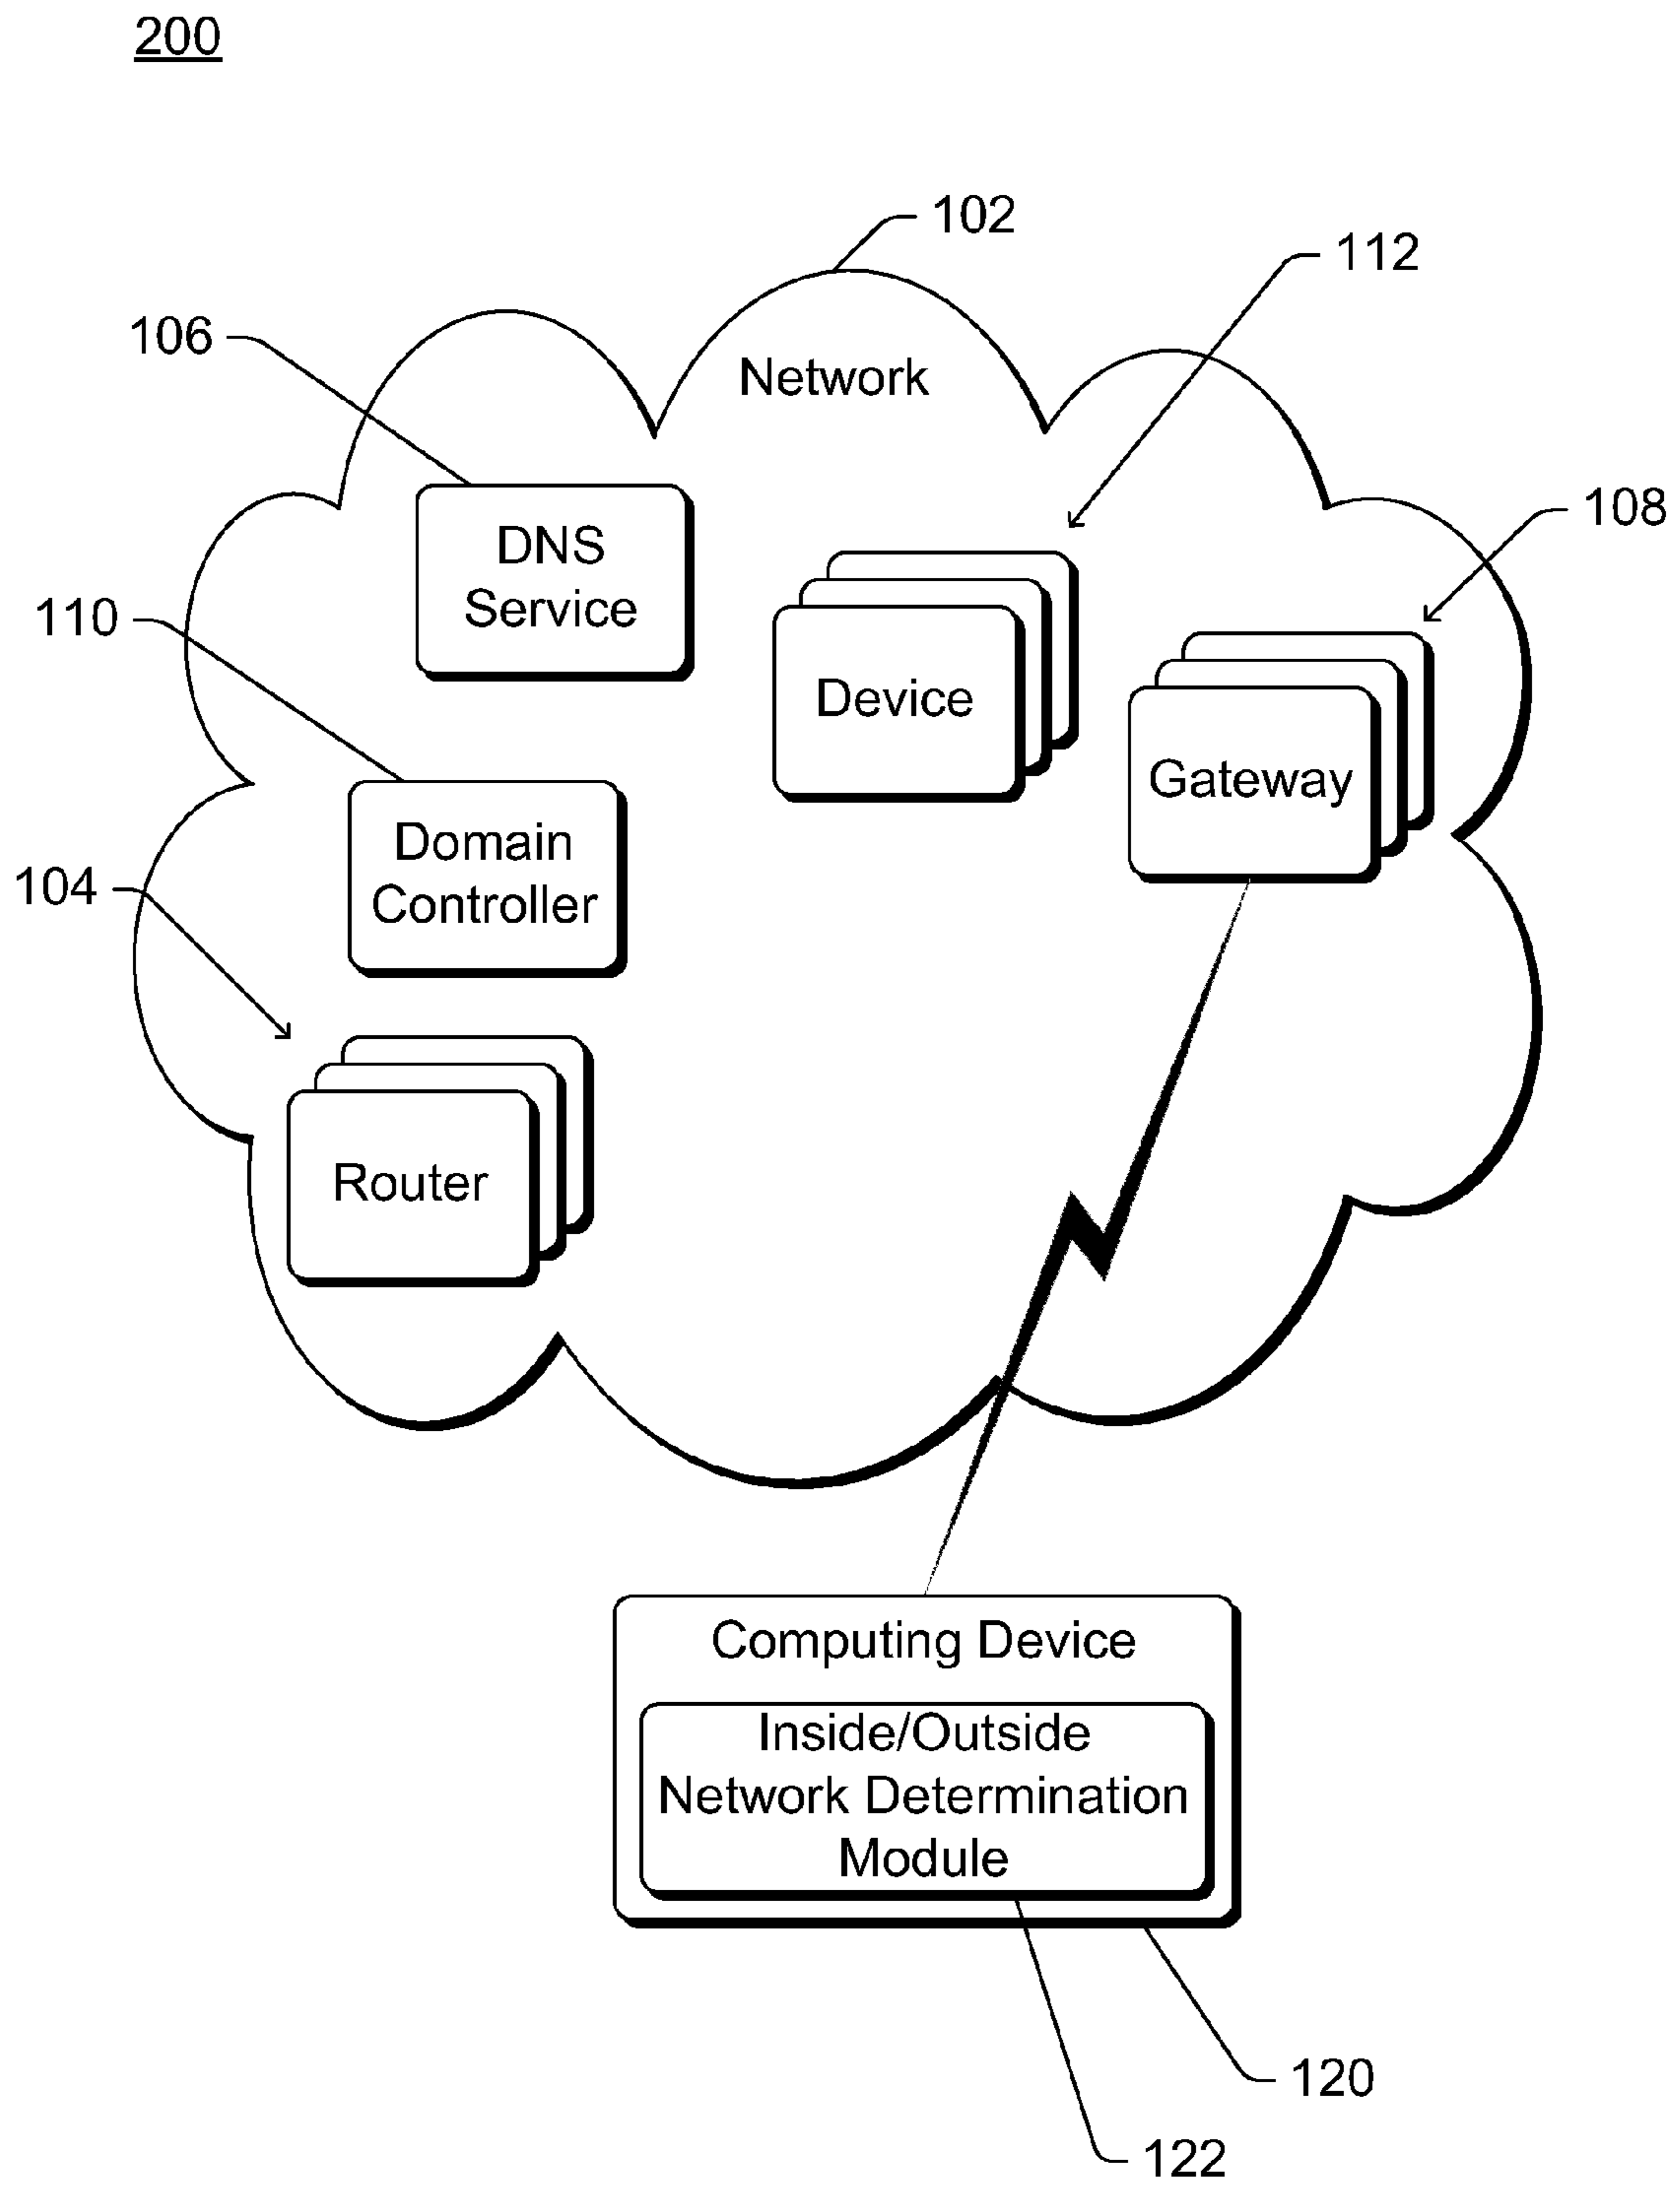 200
102
112
106
Network
108
DNS
Service
110
Device
Gateway
Domain
Controller
104
Router
Computing Device
Inside/Outside
Network Determination
Module
120
122